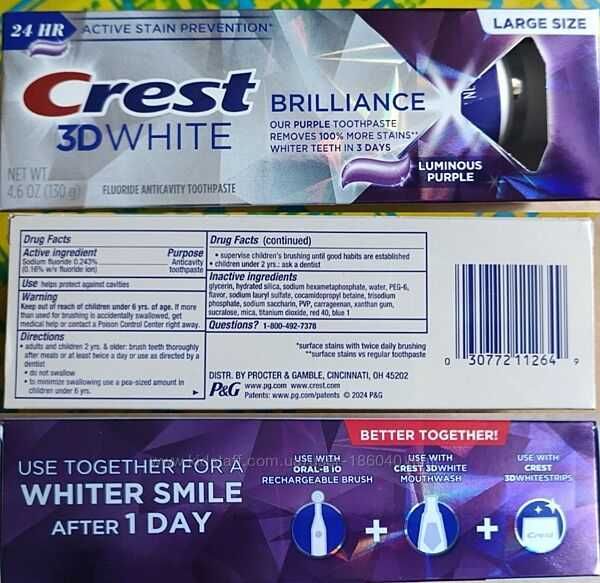 24 HR ACTIVE STAIN PREVENTION*
LARGE SIZE
Crest
3DWHITE
BRILLIANCE
OUR PURPLE TOOTHPASTE
REMOVES 100% MORE STAINS**
WHITER TEETH IN 3 DAYS
LUMINOUS
PURPLE
NET WT
4.6 OZ (130 g)
FLUORIDE ANTICAVITY TOOTHPASTE
Drug Facts
Active ingredient Purpose
Sodium fluoride 0.243% Anticavity
(0.16% w/v fluoride ion) toothpaste
Use helps protect against cavities
Warning
Keep out of reach of children under 6 yrs. of age. If more
than used for brushing is accidentally swallowed, get
medical help or contact a Poison Control Center right away.
Directions
• adults and children 2 yrs. & older: brush teeth thoroughly
after meals or at least twice a day or use as directed by a
dentist
• do not swallow
• to minimize swallowing use a pea-sized amount in
children under 6 yrs.
Drug Facts (continued)
• supervise children's brushing until good habits are established
• children under 2 yrs.: ask a dentist
Inactive ingredients
glycerin, hydrated silica, sodium hexametaphosphate, water, PEG-6,
flavor, sodium lauryl sulfate, cocamidopropyl betaine, trisodium
phosphate, sodium saccharin, PVP, carrageenan, xanthan gum,
sucralose, mica, titanium dioxide, red 40, blue 1
Questions? 1-800-492-7378
*surface stains with twice daily brushing
**surface stains vs regular toothpaste
DISTR. BY PROCTER & GAMBLE, CINCINNATI, OH 45202
P&G www.pg.com www.crest.com
Patents: www.pg.com/patents © 2024 P&G
0 30772 11264 9
BETTER TOGETHER!
USE TOGETHER FOR A
WHITER SMILE
AFTER 1 DAY
USE WITH
ORAL-B iO
RECHARGEABLE BRUSH
+
USE WITH
CREST 3DWHITE
MOUTHWASH
+
USE WITH
CREST
3DWHITESTRIPS
Crest